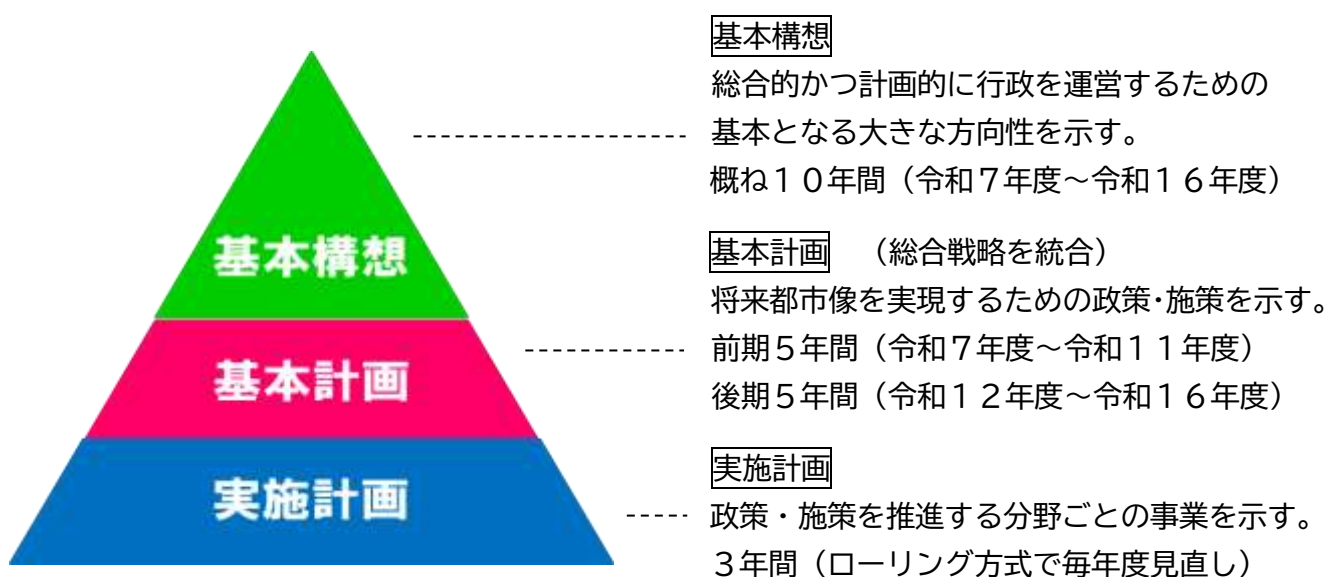 基本構想
総合的かつ計画的に行政を運営するための
基本となる大きな方向性を示す。
概ね１０年間（令和７年度～令和１６年度）
基本構想
基本計画　（総合戦略を統合）
将来都市像を実現するための政策・施策を示す。
前期５年間（令和７年度～令和１１年度）
後期５年間（令和１２年度～令和１６年度）
基本計画
実施計画
政策・施策を推進する分野ごとの事業を示す。
３年間（ローリング方式で毎年度見直し）
実施計画